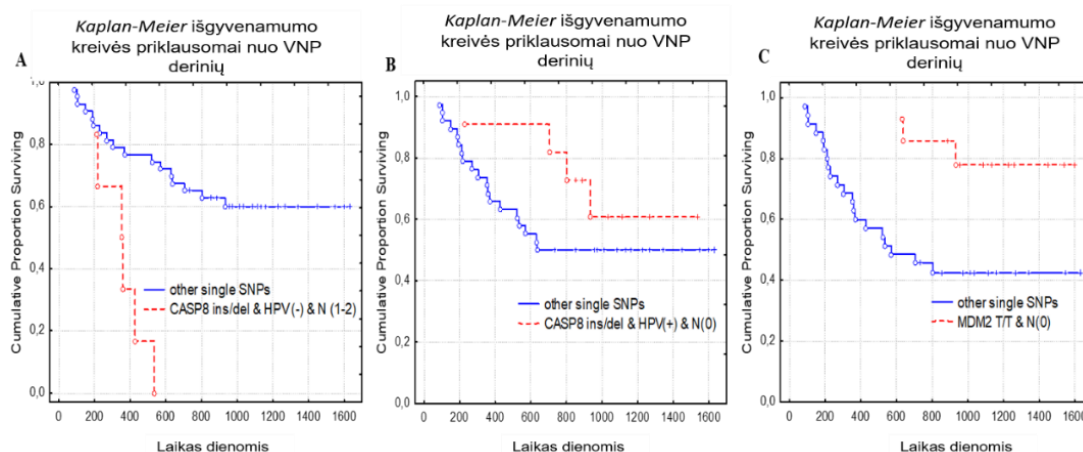 Kaplan-Meier išgyvenamumo
kreivės priklausomai nuo VNP
derinių
A
1,0
0,8
0,6
0,4
0,2
0,0
Cumulative Proportion Surviving
other single SNPs
CASP8 ins/del & HPV(-) & N (1-2)
0 200 400 600 800 1000 1200 1400 1600
Laikas dienomis
Kaplan-Meier išgyvenamumo
kreivės priklausomai nuo VNP
derinių
B
1,0
0,8
0,6
0,4
0,2
0,0
Cumulative Proportion Surviving
other single SNPs
CASP8 ins/del & HPV(+) & N(0)
0 200 400 600 800 1000 1200 1400 1600
Laikas dienomis
Kaplan-Meier išgyvenamumo
kreivės priklausomai nuo VNP
derinių
C
1,0
0,8
0,6
0,4
0,2
0,0
Cumulative Proportion Surviving
other single SNPs
MDM2 T/T & N(0)
0 200 400 600 800 1000 1200 1400 1600
Laikas dienomis